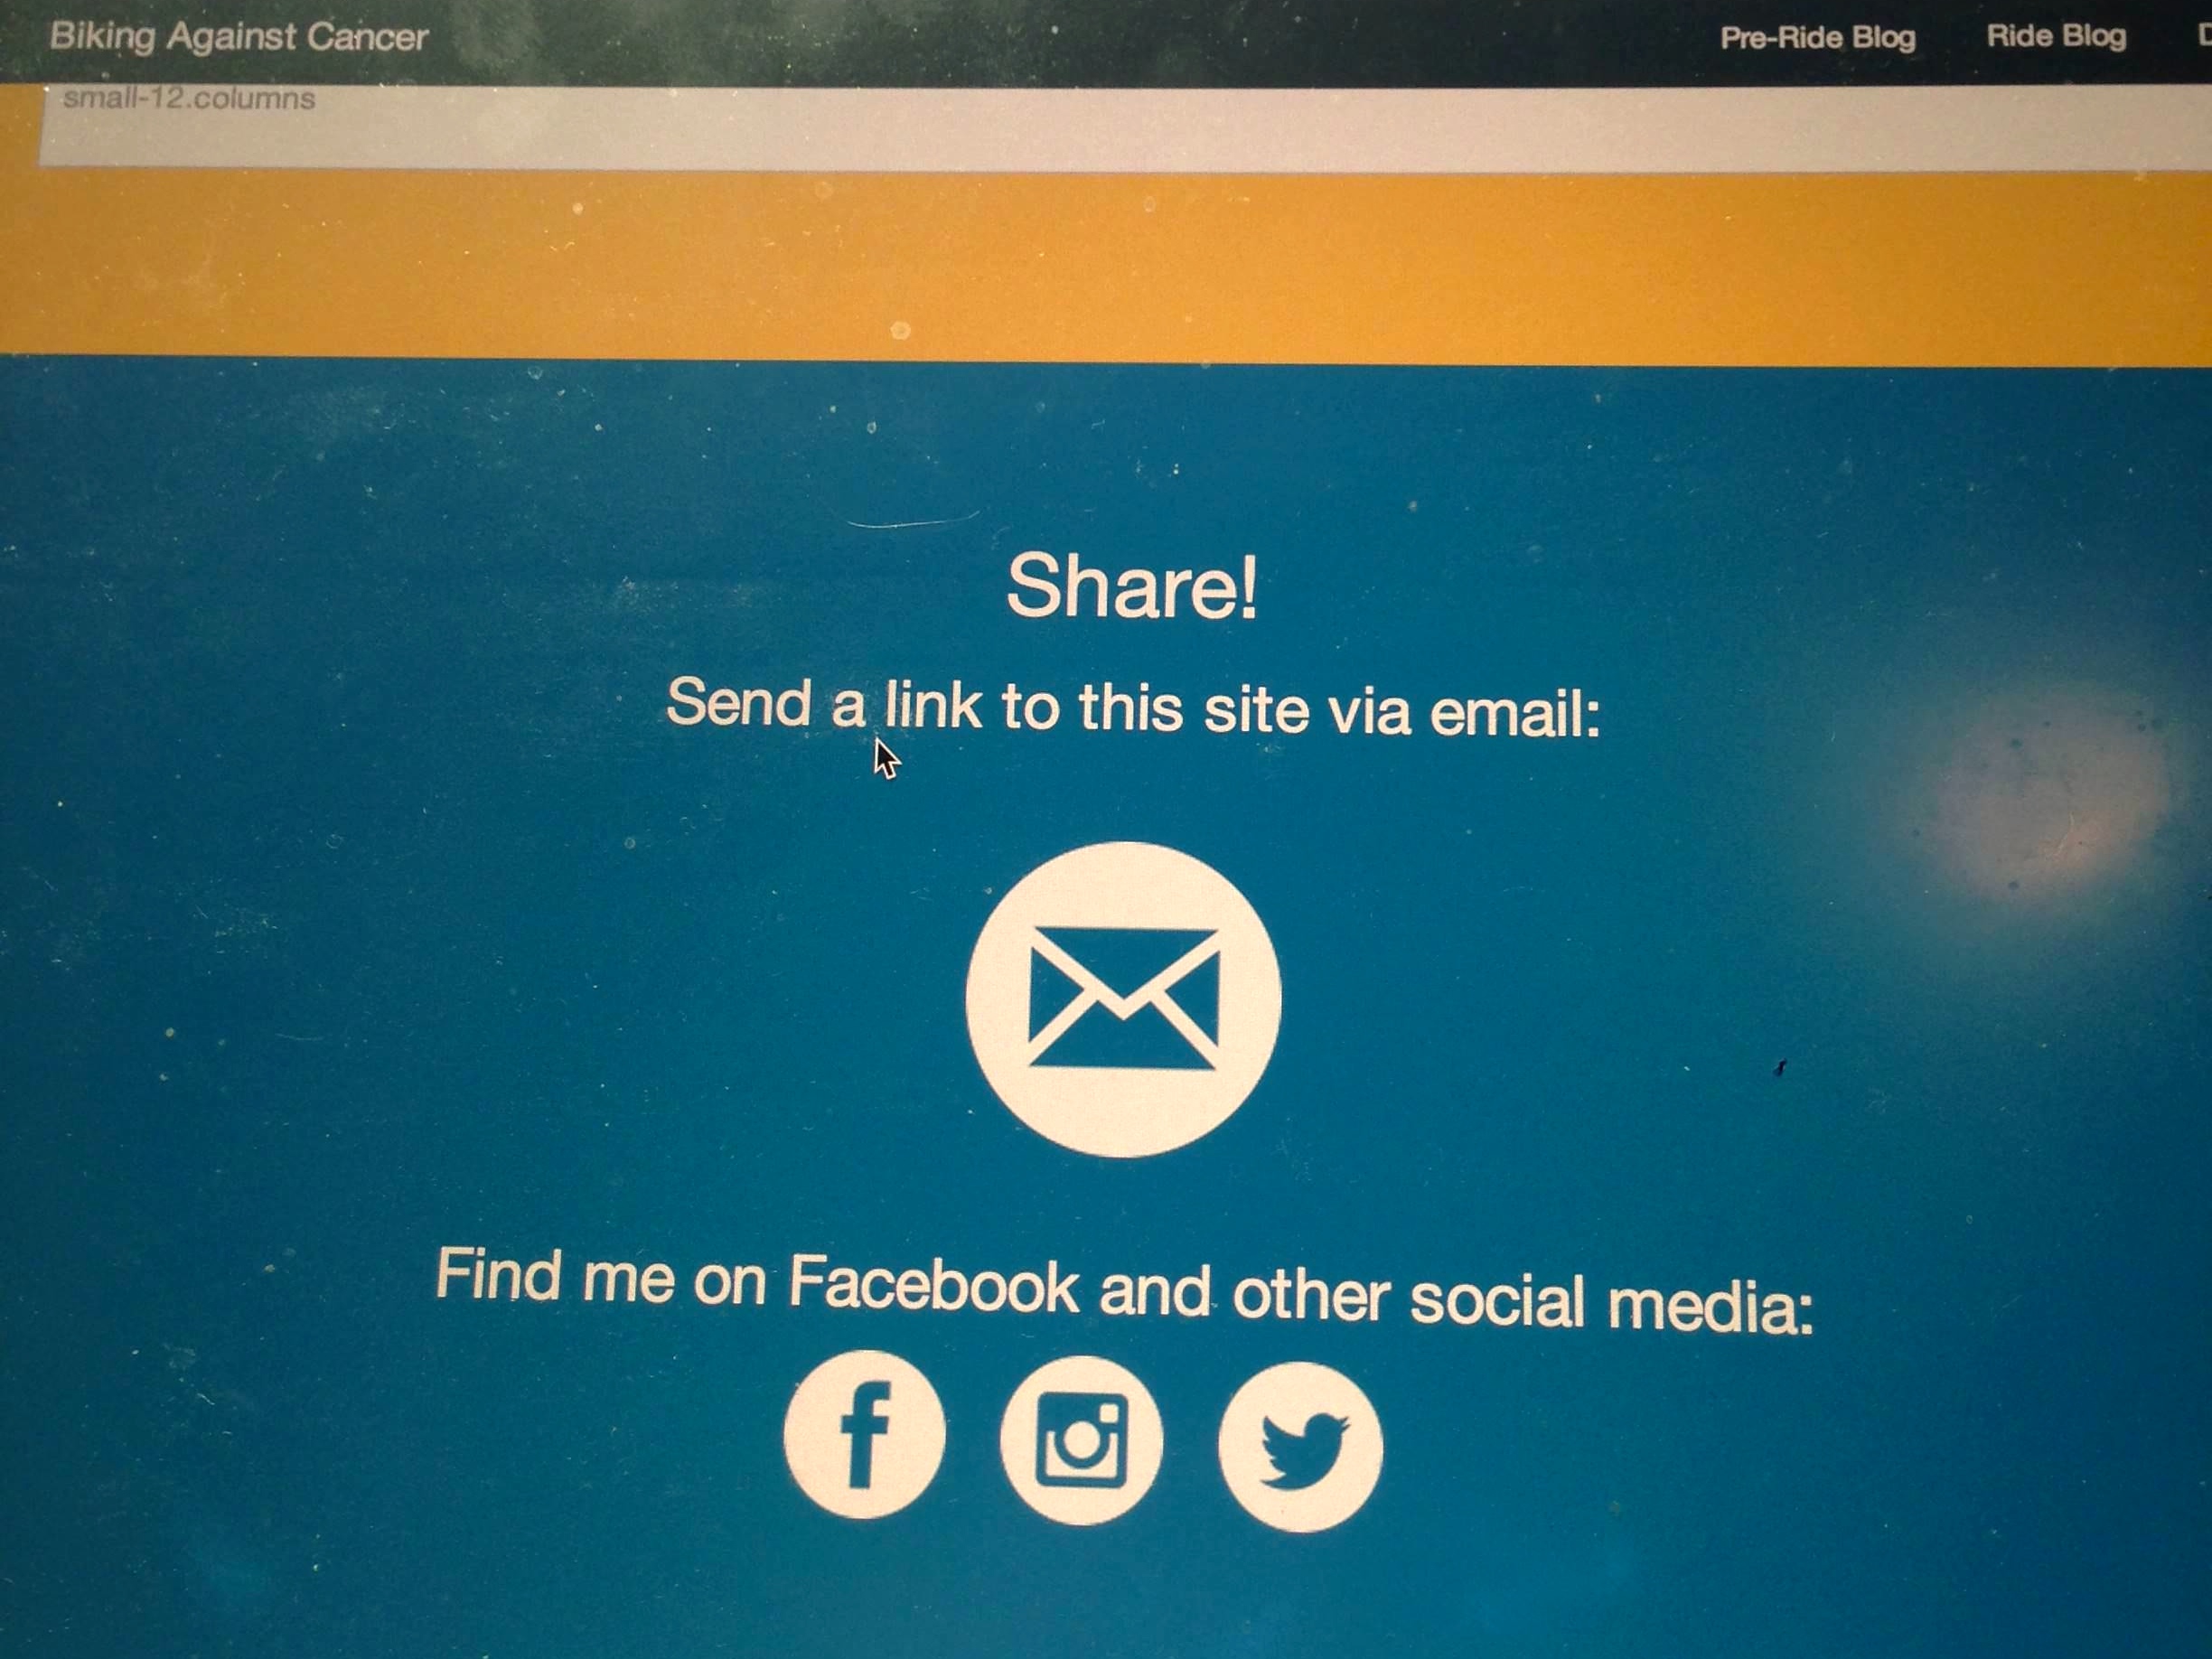 Biking Against Cancer
Pre-Ride Blog
Ride Blog
small-12.columns
Share!
Send a link to this site via email:
Find me on Facebook and other social media: